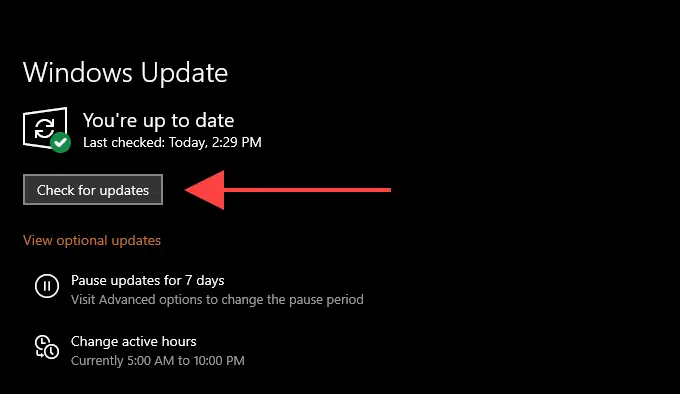 Windows Update
You're up to date
Last checked: Today, 2:29 PM
Check for updates
View optional updates
Pause updates for 7 days
Visit Advanced options to change the pause period
Change active hours
Currently 5:00 AM to 10:00 PM